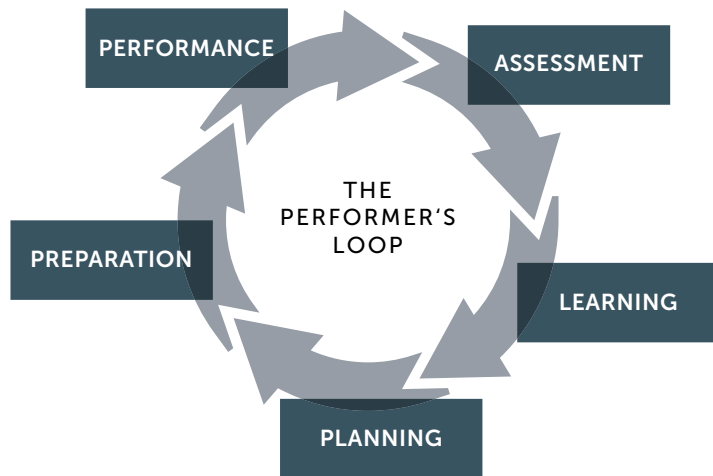 PERFORMANCE
ASSESSMENT
THE
PERFORMER‘S
LOOP
PREPARATION
LEARNING
PLANNING